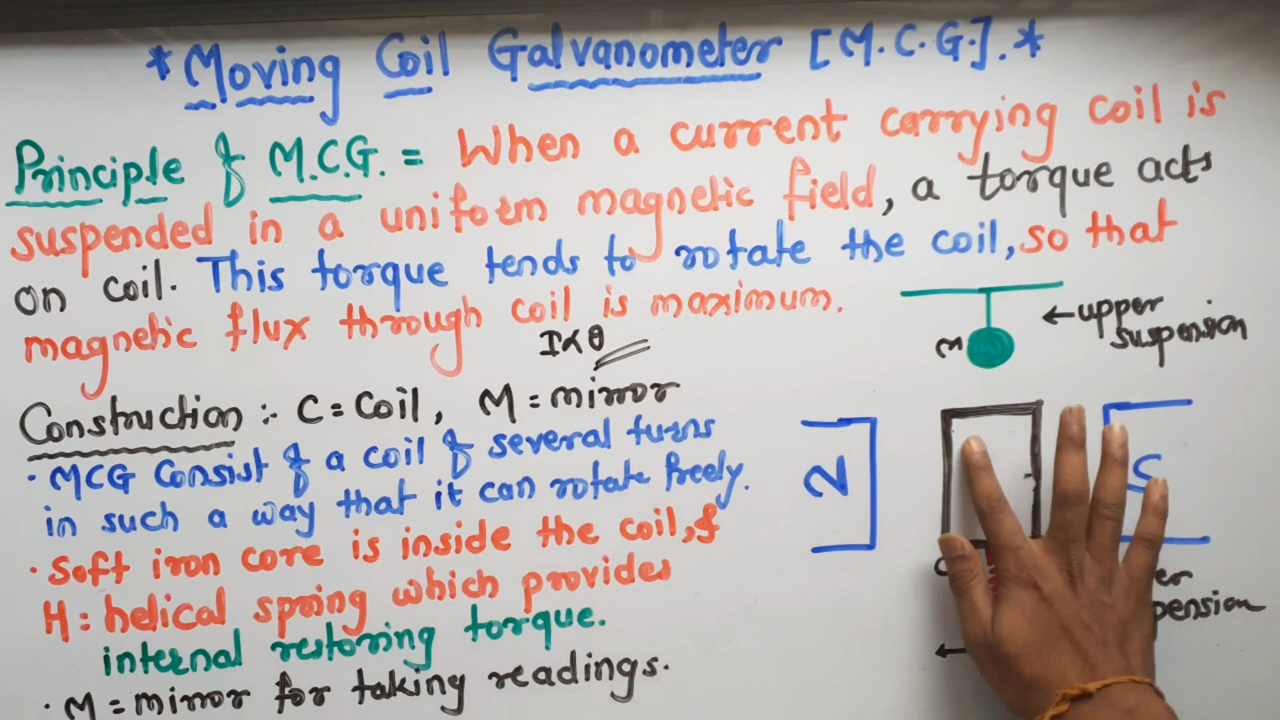 * Moving Coil Galvanometer [M.C.G.]. *
Principle of M.C.G. = When a current carrying coil is
suspended in a uniform magnetic field, a torque acts
on coil. This torque tends to rotate the coil, so that
magnetic flux through coil is maximum.
I ∝ θ
← upper
suspension
M
Construction :- C = Coil, M = mirror
• MCG Consist of a coil of several turns
in such a way that it can rotate freely.
N
S
• Soft iron core is inside the coil, &
H = helical spring which provides
internal restoring torque.
• M = mirror for taking readings.
←